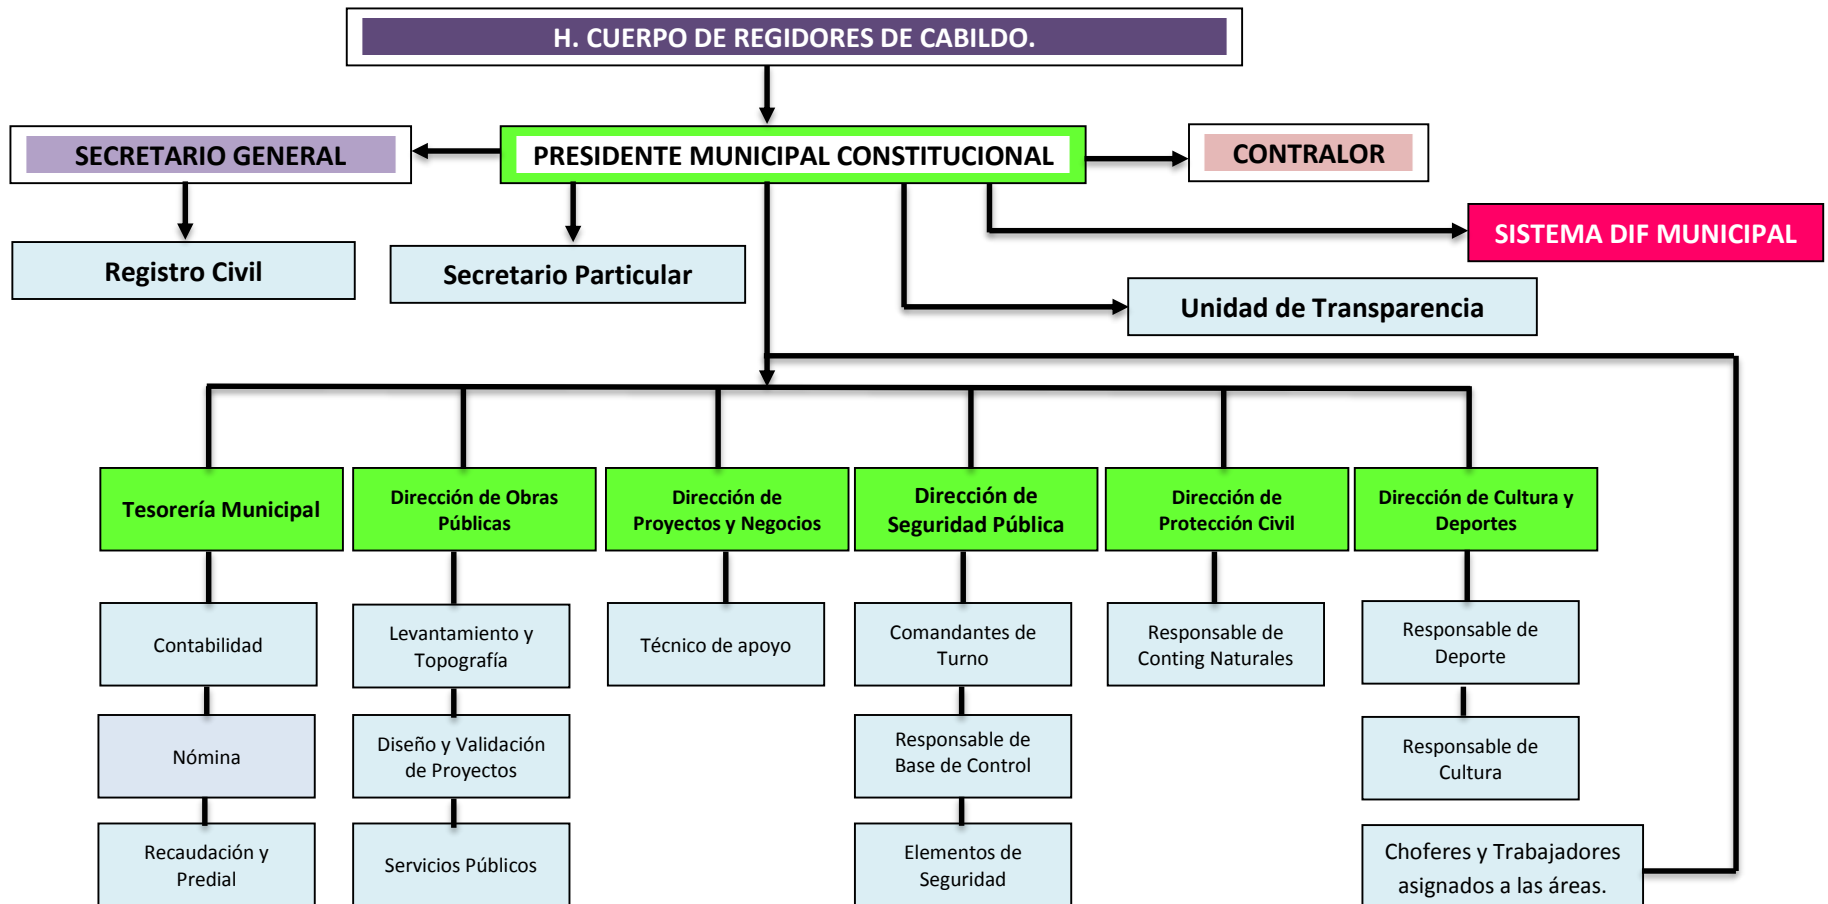 H. CUERPO DE REGIDORES DE CABILDO.
SECRETARIO GENERAL
PRESIDENTE MUNICIPAL CONSTITUCIONAL
CONTRALOR
SISTEMA DIF MUNICIPAL
Registro Civil
Secretario Particular
Unidad de Transparencia
Tesorería Municipal
Dirección de Obras
Públicas
Dirección de
Proyectos y Negocios
Dirección de
Seguridad Pública
Dirección de
Protección Civil
Dirección de Cultura y
Deportes
Contabilidad
Levantamiento y
Topografía
Técnico de apoyo
Comandantes de
Turno
Responsable de
Conting Naturales
Responsable de
Deporte
Nómina
Diseño y Validación
de Proyectos
Responsable de
Base de Control
Responsable de
Cultura
Recaudación y
Predial
Servicios Públicos
Elementos de
Seguridad
Choferes y Trabajadores
asignados a las áreas.